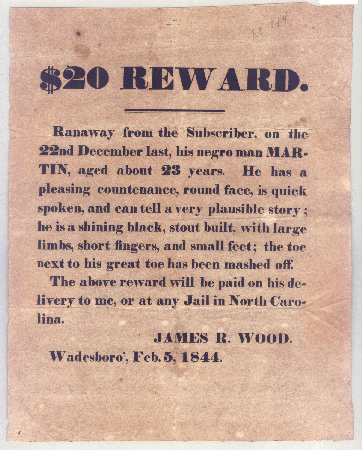 $20 REWARD.
Ranaway from the Subscriber, on the
22nd December last, his negro man MAR-
TIN, aged about 23 years. He has a
pleasing countenance, round face, is quick
spoken, and can tell a very plausible story;
he is a shining black, stout built, with large
limbs, short fingers, and small feet; the toe
next to his great toe has been mashed off.
The above reward will be paid on his de-
livery to me, or at any Jail in North Caro-
lina.
JAMES R. WOOD.
Wadesboro', Feb. 5, 1844.